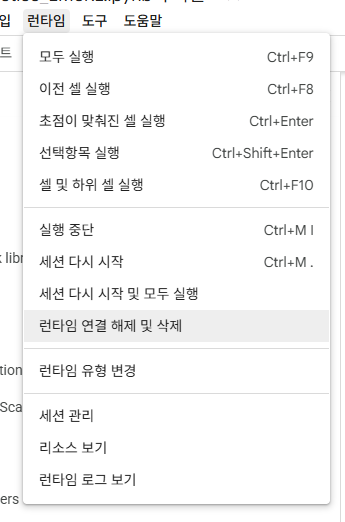 입 런타임 도구 도움말
트
모두 실행 Ctrl+F9
이전 셀 실행 Ctrl+F8
초점이 맞춰진 셀 실행 Ctrl+Enter
선택항목 실행 Ctrl+Shift+Enter
셀 및 하위 셀 실행 Ctrl+F10
실행 중단 Ctrl+M I
k libr
세션 다시 시작 Ctrl+M .
세션 다시 시작 및 모두 실행
런타임 연결 해제 및 삭제
tion
런타임 유형 변경
Sca
세션 관리
리소스 보기
런타임 로그 보기
ers